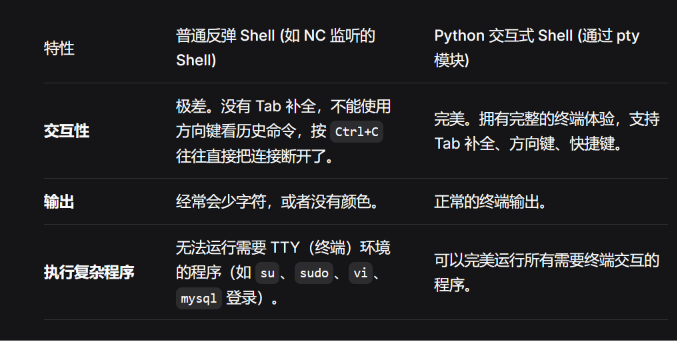 特性
普通反弹 Shell (如 NC 监听的
Shell)
Python 交互式 Shell (通过 pty
模块)
交互性
极差。没有 Tab 补全，不能使用
方向键看历史命令，按 Ctrl+C
往往直接把连接断开了。
完美。拥有完整的终端体验，支持
Tab 补全、方向键、快捷键。
输出
经常会少字符，或者没有颜色。
正常的终端输出。
执行复杂程序
无法运行需要 TTY（终端）环境
的程序（如 su、sudo、vi、
mysql 登录）。
可以完美运行所有需要终端交互的
程序。